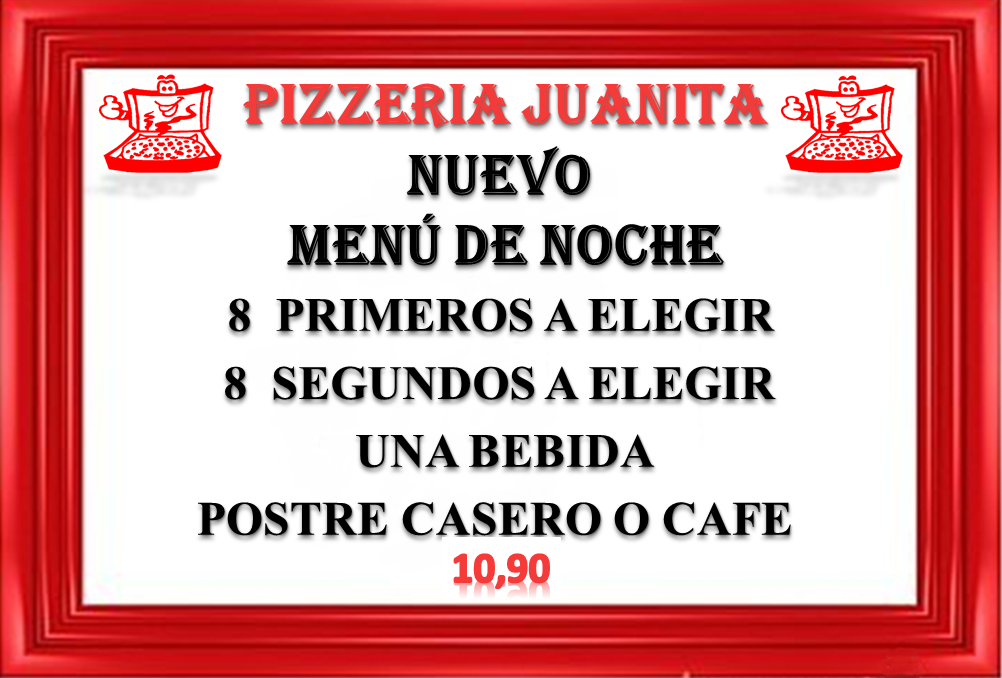 PIZZERIA JUANITA
NUEVO
MENÚ DE NOCHE
8 PRIMEROS A ELEGIR
8 SEGUNDOS A ELEGIR
UNA BEBIDA
POSTRE CASERO O CAFE
10,90